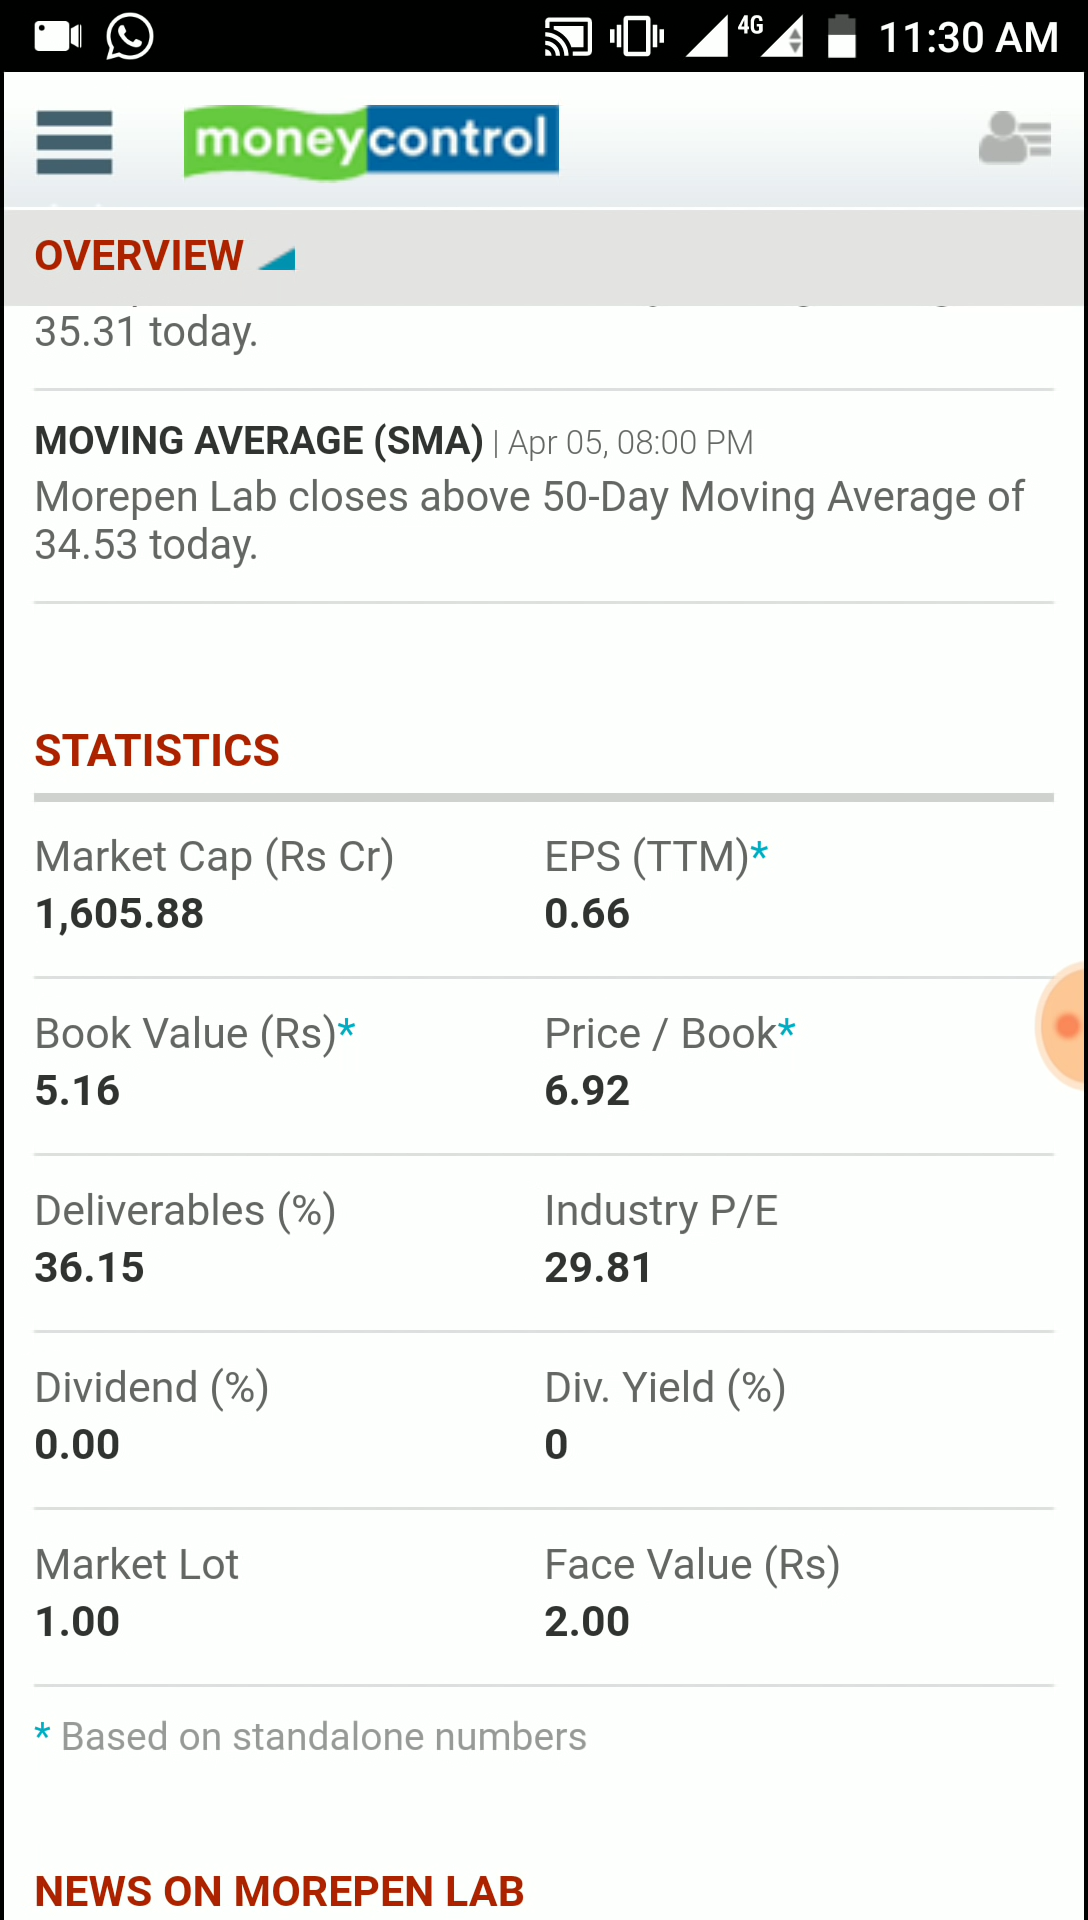 4G 11:30 AM
moneycontrol
OVERVIEW
35.31 today.
MOVING AVERAGE (SMA) | Apr 05, 08:00 PM
Morepen Lab closes above 50-Day Moving Average of
34.53 today.
STATISTICS
Market Cap (Rs Cr) EPS (TTM)*
1,605.88 0.66
Book Value (Rs)* Price / Book*
5.16 6.92
Deliverables (%) Industry P/E
36.15 29.81
Dividend (%) Div. Yield (%)
0.00 0
Market Lot Face Value (Rs)
1.00 2.00
* Based on standalone numbers
NEWS ON MOREPEN LAB